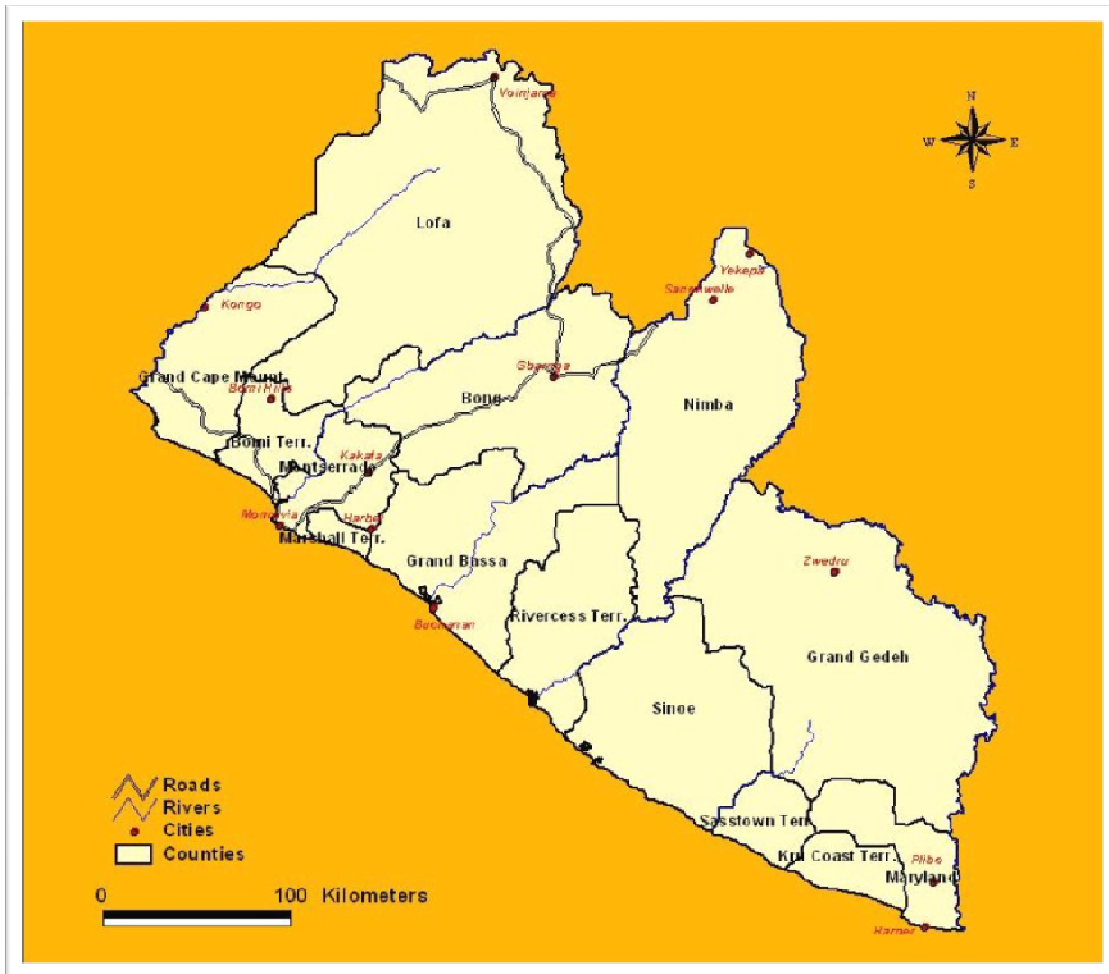 N
W E
S
Voinjama
Lofa
Yekepa
Kongo
Grand Cape Mount.
Bomi Hills
Gbarnga
Bong
Nimba
Bomi Terr.
Kakata
Montserrado
Monrovia
Harbel
Marshall Terr.
Grand Bassa
Zwedru
Buchanan
Rivercess Terr.
Grand Gedeh
Sinoe
Roads
Rivers
Cities
Counties
Sasstown Terr
Kru Coast Terr.
Plibo
Maryland
Harper
0 100 Kilometers